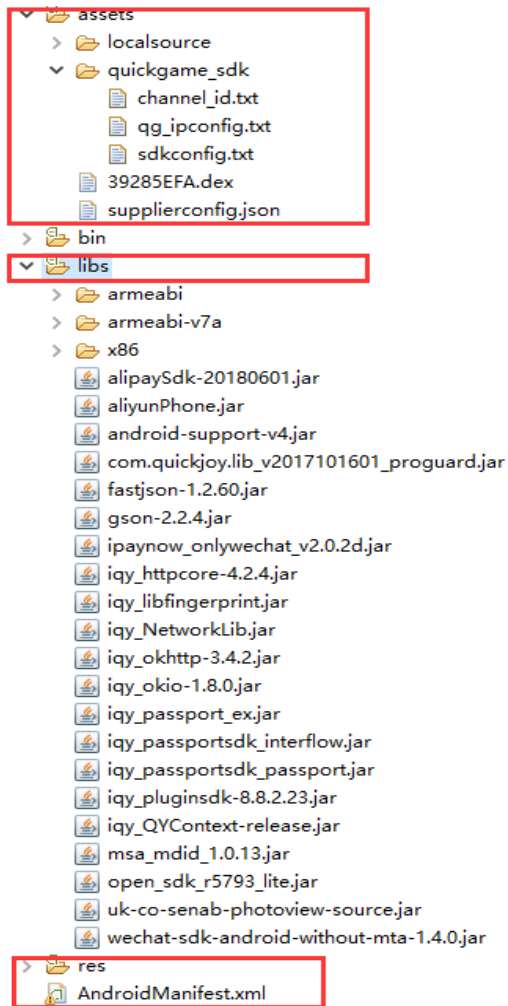 assets
localsource
quickgame_sdk
channel_id.txt
qg_ipconfig.txt
sdkconfig.txt
39285EFA.dex
supplierconfig.json
bin
libs
armeabi
armeabi-v7a
x86
alipaySdk-20180601.jar
aliyunPhone.jar
android-support-v4.jar
com.quickjoy.lib_v2017101601_proguard.jar
fastjson-1.2.60.jar
gson-2.2.4.jar
ipaynow_onlywechat_v2.0.2d.jar
iqy_httpcore-4.2.4.jar
iqy_libfingerprint.jar
iqy_NetworkLib.jar
iqy_okhttp-3.4.2.jar
iqy_okio-1.8.0.jar
iqy_passport_ex.jar
iqy_passportsdk_interflow.jar
iqy_passportsdk_passport.jar
iqy_pluginsdk-8.8.2.23.jar
iqy_QYContext-release.jar
msa_mdid_1.0.13.jar
open_sdk_r5793_lite.jar
uk-co-senab-photoview-source.jar
wechat-sdk-android-without-mta-1.4.0.jar
res
AndroidManifest.xml